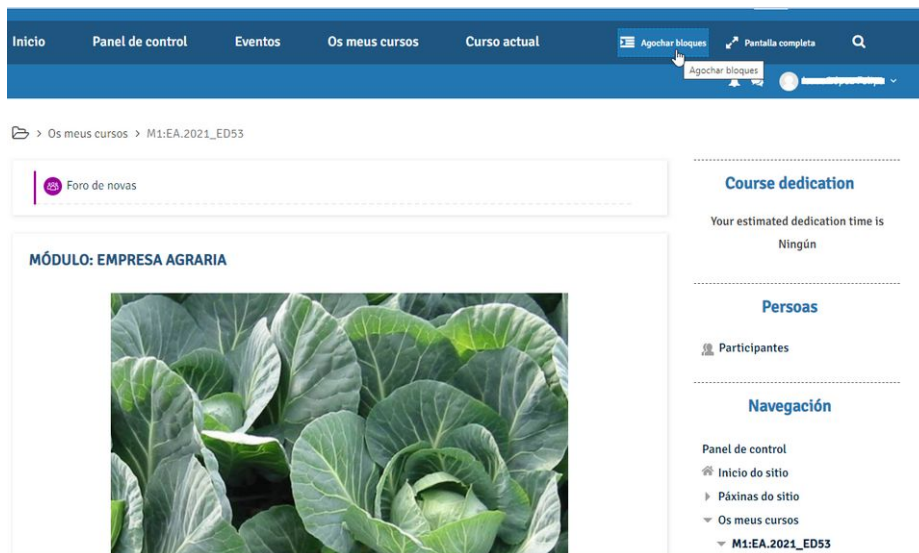 Inicio Panel de control Eventos Os meus cursos Curso actual Agochar bloques Pantalla completa
Agochar bloques
> Os meus cursos > M1:EA.2021_ED53
Foro de novas
MÓDULO: EMPRESA AGRARIA
Course dedication
Your estimated dedication time is
Ningún
Persoas
Participantes
Navegación
Panel de control
Inicio do sitio
Páxinas do sitio
Os meus cursos
M1:EA.2021_ED53